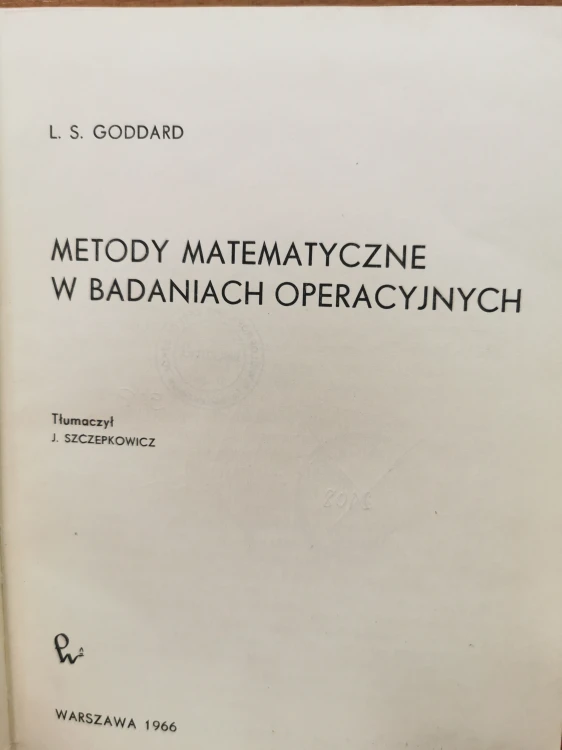 L. S. GODDARD
METODY MATEMATYCZNE
W BADANIACH OPERACYJNYCH
Tłumaczył
J. SZCZEPKOWICZ
WARSZAWA 1966